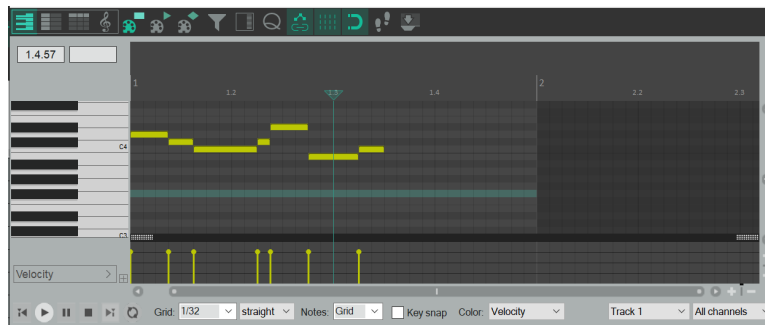 1.4.57
1
2
1.2
1.3
1.4
2.2
2.3
C4
C3
Velocity >
Grid: 1/32 straight Notes: Grid Key snap Color: Velocity Track 1 All channels